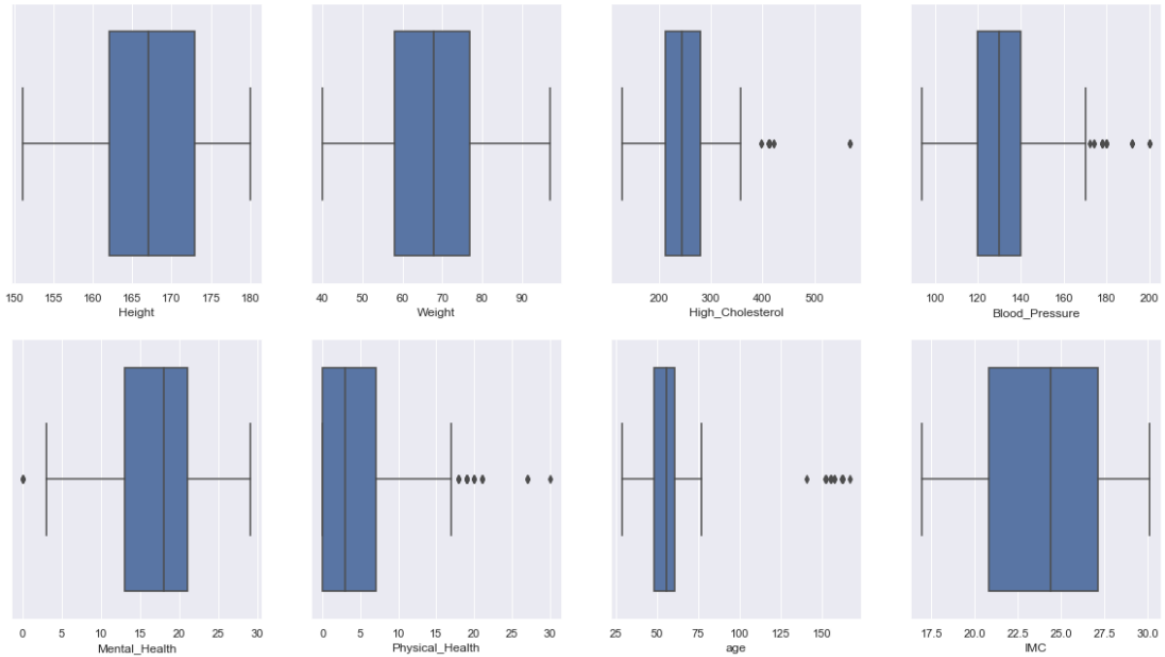 150 155 160 165 170 175 180
Height
40 50 60 70 80 90
Weight
200 300 400 500
High_Cholesterol
100 120 140 160 180 200
Blood_Pressure
0 5 10 15 20 25 30
Mental_Health
0 5 10 15 20 25 30
Physical_Health
25 50 75 100 125 150
age
17.5 20.0 22.5 25.0 27.5 30.0
IMC